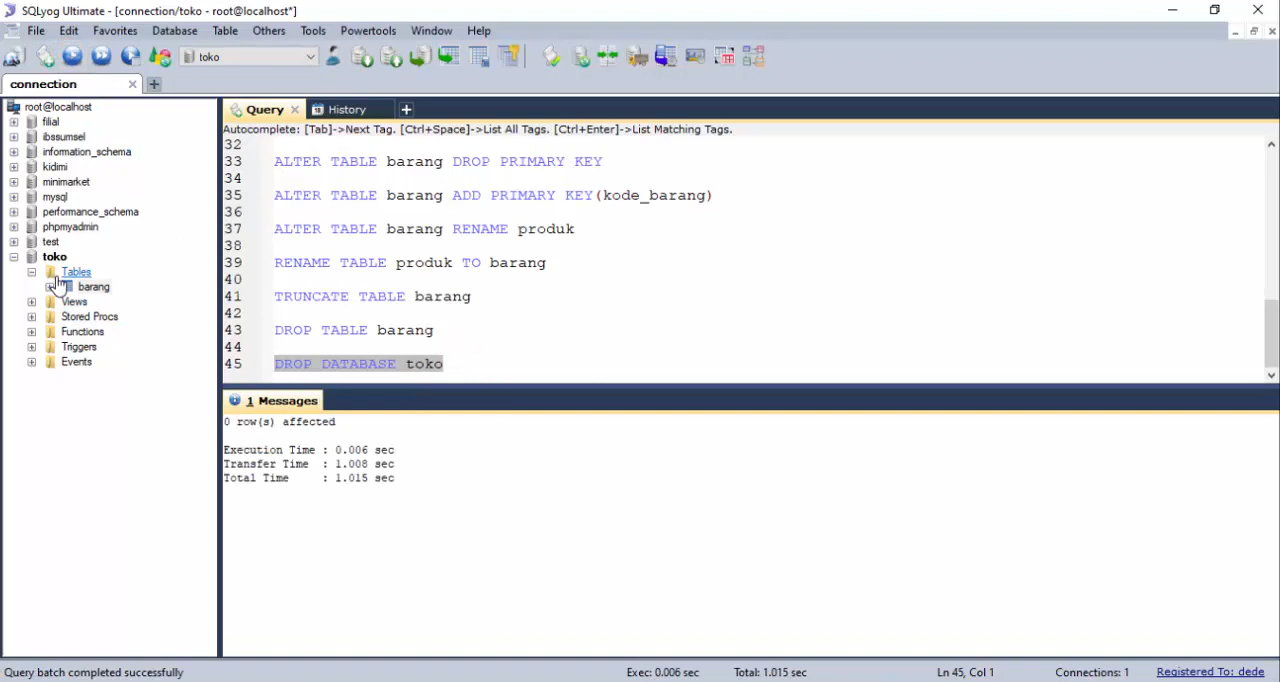 SQLyog Ultimate - [connection/toko - root@localhost*]
File Edit Favorites Database Table Others Tools Powertools Window Help
toko
connection
root@localhost
filial
ibssumsel
information_schema
kidimi
minimarket
mysql
performance_schema
phpmyadmin
test
toko
Tables
barang
Views
Stored Procs
Functions
Triggers
Events
Query History
Autocomplete: [Tab]->Next Tag. [Ctrl+Space]->List All Tags. [Ctrl+Enter]->List Matching Tags.
32
33 ALTER TABLE barang DROP PRIMARY KEY
34
35 ALTER TABLE barang ADD PRIMARY KEY(kode_barang)
36
37 ALTER TABLE barang RENAME produk
38
39 RENAME TABLE produk TO barang
40
41 TRUNCATE TABLE barang
42
43 DROP TABLE barang
44
45 DROP DATABASE toko
1 Messages
0 row(s) affected
Execution Time : 0.006 sec
Transfer Time : 1.008 sec
Total Time : 1.015 sec
Query batch completed successfully Exec: 0.006 sec Total: 1.015 sec Ln 45, Col 1 Connections: 1 Registered To: dede